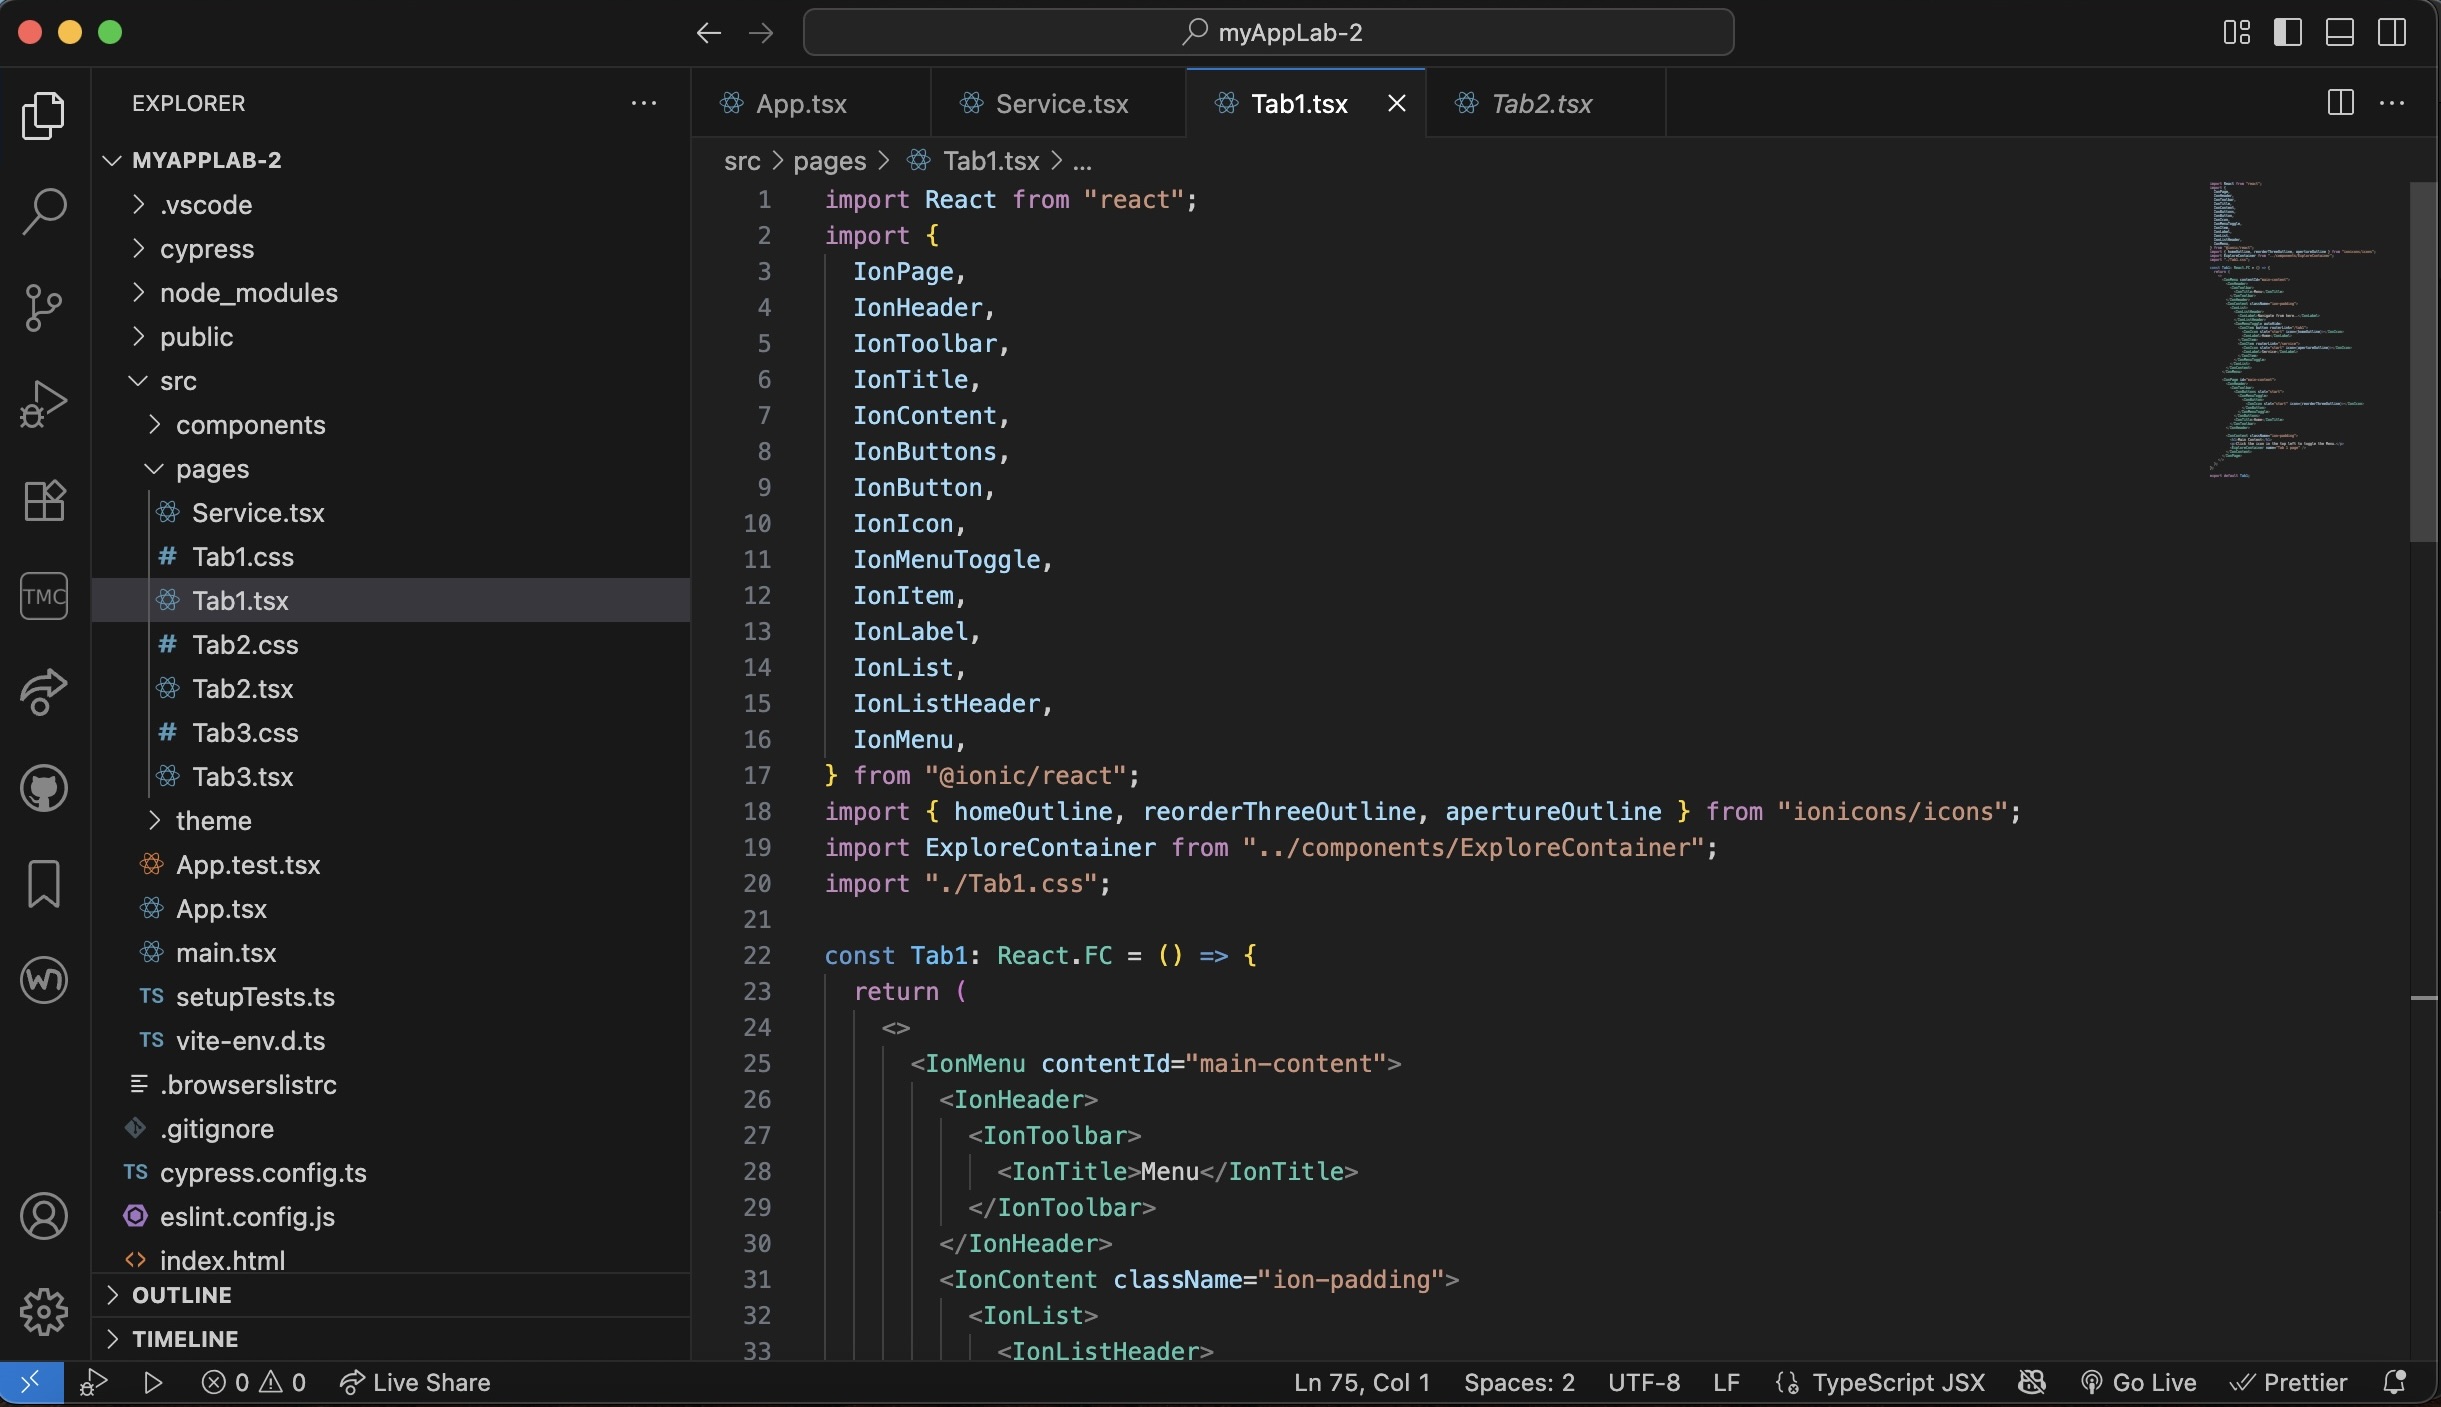 myAppLab-2
EXPLORER
MYAPPLAB-2
.vscode
cypress
node_modules
public
src
components
pages
Service.tsx
# Tab1.css
Tab1.tsx
# Tab2.css
Tab2.tsx
# Tab3.css
Tab3.tsx
theme
App.test.tsx
App.tsx
main.tsx
TS setupTests.ts
TS vite-env.d.ts
.browserslistrc
.gitignore
TS cypress.config.ts
eslint.config.js
<> index.html
OUTLINE
TIMELINE
TMC
App.tsx Service.tsx Tab1.tsx Tab2.tsx
src > pages > Tab1.tsx > ...
1 import React from "react";
2 import {
3 IonPage,
4 IonHeader,
5 IonToolbar,
6 IonTitle,
7 IonContent,
8 IonButtons,
9 IonButton,
10 IonIcon,
11 IonMenuToggle,
12 IonItem,
13 IonLabel,
14 IonList,
15 IonListHeader,
16 IonMenu,
17 } from "@ionic/react";
18 import { homeOutline, reorderThreeOutline, apertureOutline } from "ionicons/icons";
19 import ExploreContainer from "../components/ExploreContainer";
20 import "./Tab1.css";
21
22 const Tab1: React.FC = () => {
23 return (
24 <>
25 <IonMenu contentId="main-content">
26 <IonHeader>
27 <IonToolbar>
28 <IonTitle>Menu</IonTitle>
29 </IonToolbar>
30 </IonHeader>
31 <IonContent className="ion-padding">
32 <IonList>
33 <IonListHeader>
0 0 Live Share Ln 75, Col 1 Spaces: 2 UTF-8 LF TypeScript JSX Go Live Prettier